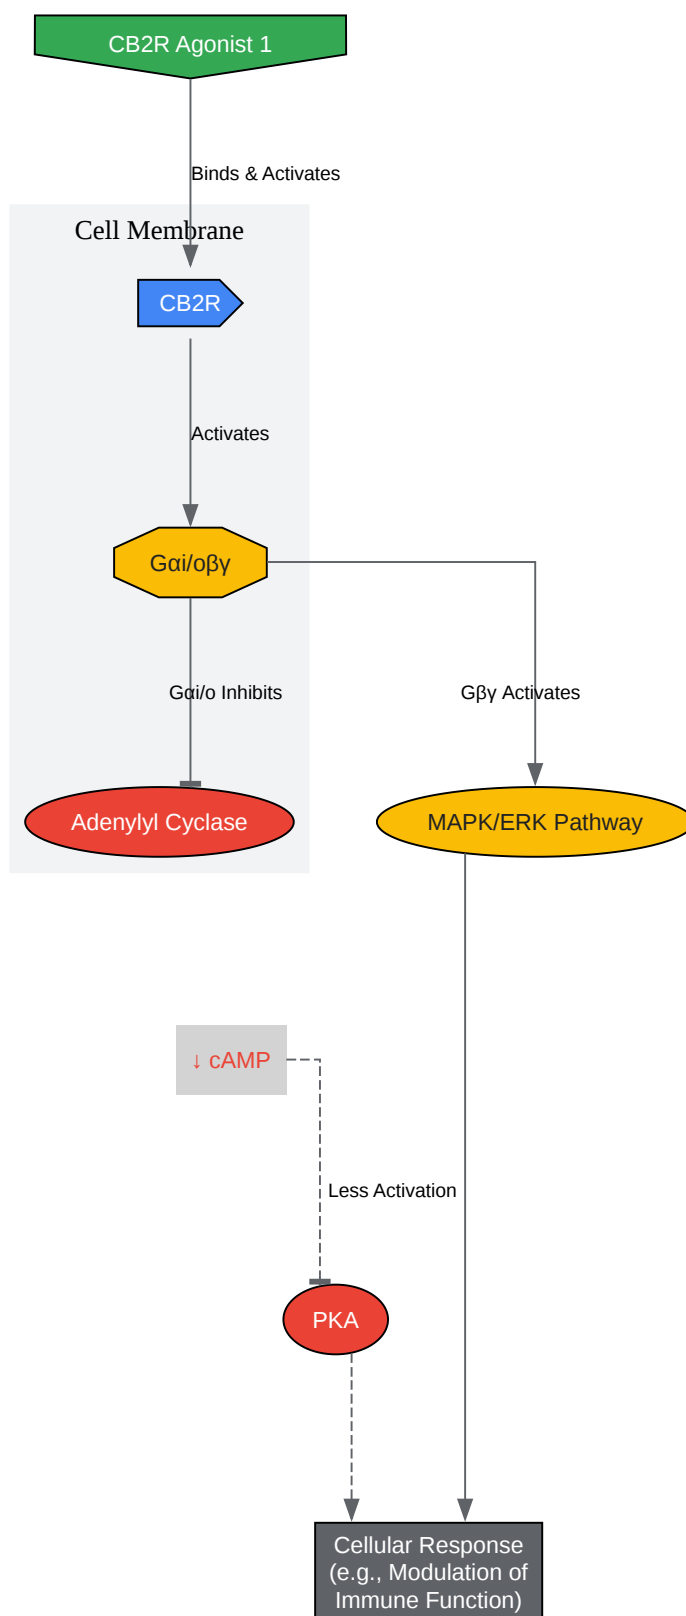 CB2R Agonist 1
Binds & Activates
Cell Membrane
CB2R
Activates
Gαi/oβγ
Gαi/o Inhibits
Gβγ Activates
Adenylyl Cyclase
MAPK/ERK Pathway
↓ cAMP
Less Activation
PKA
Cellular Response
(e.g., Modulation of
Immune Function)